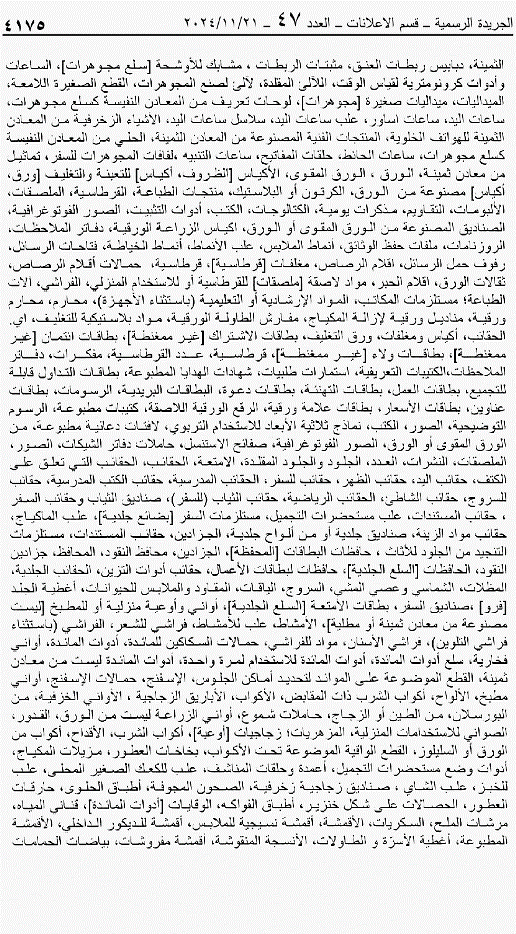 الجريدة الرسمية ـ قسم الاعلانات ـ العدد ٤٧ ـ ٢٠٢٤/١١/٢١ ٤١٧٥
الثمينة، دبابيس ربطات العنق، مثبتات الربطات ، مشابك للأوشحة [سلع مجوهرات]، الساعات
وأدوات كرونومترية لقياس الوقت، اللآلئ المقلدة، لآلئ لصنع المجوهرات، القطع الصغيرة اللامعة،
الميداليات، ميداليات صغيرة [مجوهرات]، لوحات تعريف من المعادن النفيسة كسلع مجوهرات،
ساعات اليد، ساعات اساور، علب ساعات اليد، سلاسل ساعات اليد، الأشياء الزخرفية من المعادن
الثمينة للهواتف الخلوية، المنتجات الفنية المصنوعة من المعادن الثمينة، الحلي من المعادن النفيسة
كسلع مجوهرات، ساعات الحائط، حلقات المفاتيح، ساعات التنبيه ،لفافات المجوهرات للسفر، تماثيل
من معادن ثمينة، الورق ، الورق المقوى، الأكياس [الظروف، أكياس] للتعبئة والتغليف [ورق،
أكياس] مصنوعة من الورق، الكرتون أو البلاستيك، منتجات الطباعة، القرطاسية، الملصقات،
الألبومات، التقاويم، مذكرات يومية، الكتالوجات، الكتب، أدوات التثبيت، الصور الفوتوغرافية،
الصناديق المصنوعة من الورق المقوى أو الورق، اكياس الزراعة الورقية، دفاتر الملاحظات،
الروزنامات، ملفات حفظ الوثائق، أنماط الملابس، علب الأنماط، أنماط الخياطة، فتاحات الرسائل،
رفوف حمل الرسائل، اقلام الرصاص، مغلفات [قرطاسية]، قرطاسية، حمالات أقلام الرصاص،
ثقالات الورق، اقلام الحبر، مواد لاصقة [ملصقات] للقرطاسية أو للاستخدام المنزلي، الفراشي، الات
الطباعة؛ مستلزمات المكاتب، المواد الإرشادية أو التعليمية (باستثناء الأجهزة)، محارم، محارم
ورقية، مناديل ورقية لإزالة المكياج، مفارش الطاولة الورقية، مواد بلاستيكية للتغليف، اي.
الحقائب، أكياس ومغلفات، ورق التغليف، بطاقات الاشتراك [غير ممغنطة]، بطاقات ائتمان [غير
ممغنطة]، بطاقات ولاء [غير ممغنطة]، قرطاسية، عدد القرطاسية، مفكرات، دفاتر
الملاحظات،الكتيبات التعريفية، استمارات طلبيات، شهادات الهدايا المطبوعة، بطاقات التداول قابلة
للتجميع، بطاقات العمل، بطاقات التهنئة، بطاقات دعوة، البطاقات البريدية، الرسومات، بطاقات
عناوين، بطاقات الأسعار، بطاقات علامة ورقية، الرقع الورقية اللاصقة، كتيبات مطبوعة، الرسوم
التوضيحية، الصور، الكتب، نماذج ثلاثية الأبعاد للاستخدام التربوي، لافتات دعائية مطبوعة، من
الورق المقوى أو الورق، الصور الفوتوغرافية، صفائح الاستنسل، حاملات دفاتر الشيكات، الصور،
الملصقات، النشرات، العدد، الجلود والجلود المقلدة، الامتعة، الحقائب، الحقائب التي تعلق على
الكتف، حقائب اليد، حقائب الظهر، حقائب للسفر، الحقائب المدرسية، حقائب الكتب المدرسية، حقائب
للسروج، حقائب الشاطئ، الحقائب الرياضية، حقائب الثياب (للسفر)، صناديق الثياب وحقائب السفر
، حقائب المستندات، علب مستحضرات التجميل، مستلزمات السفر [بضائع جلدية]، علب الماكياج،
حقائب مواد الزينة، صناديق جلدية أو من ألواح جلدية، الجزادين، حقائب المستندات، مستلزمات
التنجيد من الجلود للأثاث ، حافظات البطاقات [المحفظة]، الجزادين، محافظ النقود، المحافظ، جزادين
النقود، الحافظات [السلع الجلدية]، حافظات لبطاقات الأعمال، حقائب أدوات التزين، الحقائب الجلدية،
المظلات، الشماسي وعصي المشي، السروج، الياقات، المقاود والملابس للحيوانات، أغطية الجلد
[فرو] ،صناديق السفر، بطاقات الامتعة [السلع الجلدية]، أواني وأوعية منزلية أو للمطبخ [ليست
مصنوعة من معادن ثمينة أو مطلية]، الأمشاط، علب للأمشاط، فراشي للشعر، الفراشي (باستثناء
فراشي التلوين)، فراشي الأسنان، مواد للفراشي، حمالات السكاكين للمائدة، أدوات المائدة، أواني
فخارية، سلع أدوات المائدة، أدوات المائدة للاستخدام لمرة واحدة، أدوات المائدة ليست من معادن
ثمينة، القطع الموضوعة على الموائد لتحديد أماكن الجلوس، الإسفنج، حمالات الإسفنج، أواني
مطبخ، الألواح، أكواب الشرب ذات المقابض، الأكواب، الأباريق الزجاجية ، الأواني الخزفية، من
البورسلان، من الطين أو الزجاج، حاملات شموع، أواني الزراعة ليست من الورق، القدور،
الصواني للاستخدامات المنزلية، المزهريات؛ زجاجيات [أوعية]، أكواب الشرب، الأقداح، أكواب من
الورق أو السليلوز، القطع الواقية الموضوعة تحت الأكواب، بخاخات العطور، مزيلات المكياج،
أدوات وضع مستحضرات التجميل، أعمدة وحلقات المناشف، علب للكعك الصغير المحلى، علب
للخبز، علب الشاي ، صناديق زجاجية زخرفية، الصحون المجوفة، أطباق الحلوى، حارقات
العطور، الحصالات على شكل خنزير، أطباق الفواكه، الوقايات [أدوات المائدة]، قناني المياه،
مرشات الملح، السكريات، الأقمشة، أقمشة نسيجية للملابس، أقمشة للديكور الداخلي، الأقمشة
المطبوعة، أغطية الأسرّة و الطاولات، الأنسجة المنقوشة، أقمشة مفروشات، بياضات الحمامات